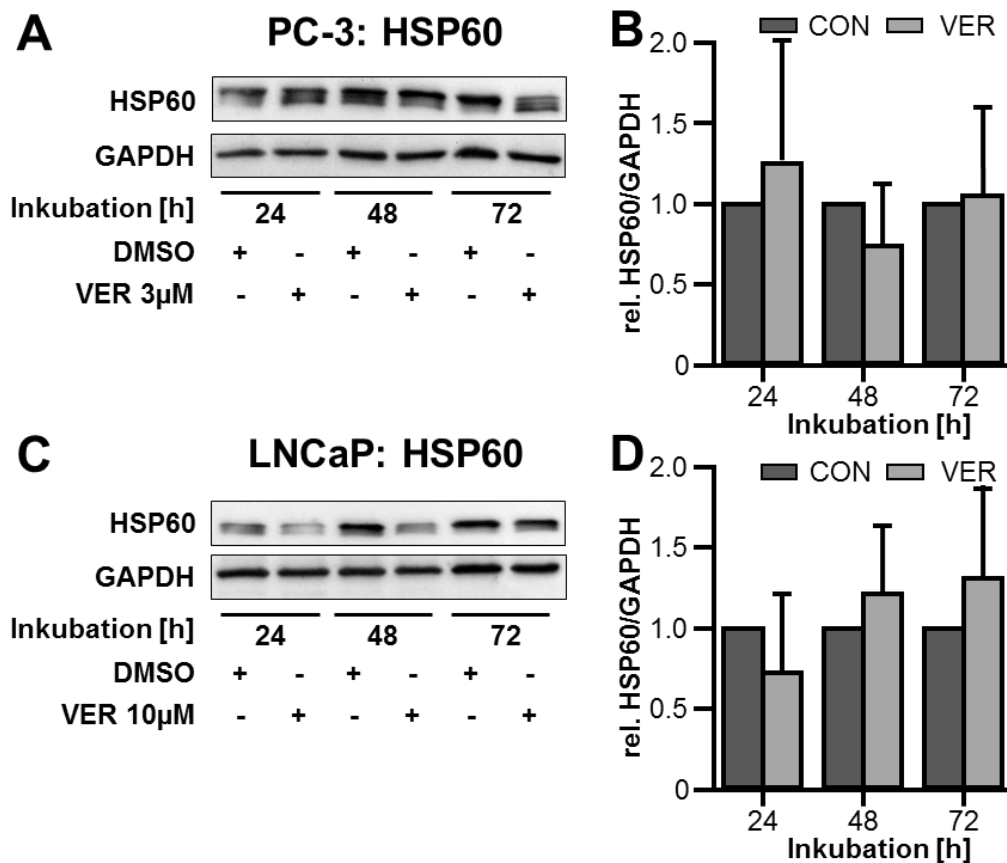 A
PC-3: HSP60
HSP60
GAPDH
Inkubation [h]
24 48 72
DMSO + - + - + -
VER 3µM - + - + - +
B
CON VER
rel. HSP60/GAPDH
2.0
1.5
1.0
0.5
0
24 48 72
Inkubation [h]
C
LNCaP: HSP60
HSP60
GAPDH
Inkubation [h]
24 48 72
DMSO + - + - + -
VER 10µM - + - + - +
D
CON VER
rel. HSP60/GAPDH
2.0
1.5
1.0
0.5
0
24 48 72
Inkubation [h]